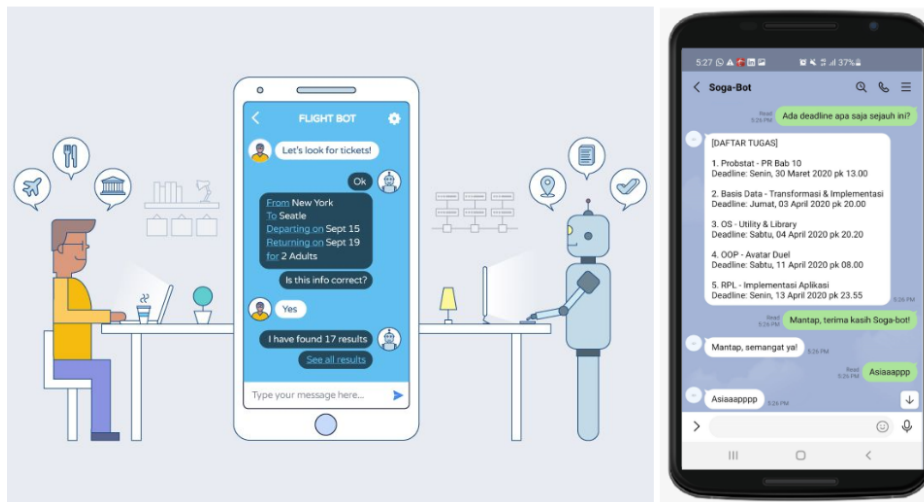 FLIGHT BOT
Let's look for tickets!
Ok
From New York
To Seatle
Departing on Sept 15
Returning on Sept 19
for 2 Adults
Is this info correct?
Yes
I have found 17 results
See all results
Type your message here...
5:27
37%
Soga-Bot
Read
5:26 PM
Ada deadline apa saja sejauh ini?
[DAFTAR TUGAS]
1. Probstat - PR Bab 10
Deadline: Senin, 30 Maret 2020 pk 13.00
2. Basis Data - Transformasi & Implementasi
Deadline: Jumat, 03 April 2020 pk 20.00
3. OS - Utility & Library
Deadline: Sabtu, 04 April 2020 pk 20.20
4. OOP - Avatar Duel
Deadline: Sabtu, 11 April 2020 pk 08.00
5. RPL - Implementasi Aplikasi
Deadline: Senin, 13 April 2020 pk 23.55
5:26 PM
Read
5:26 PM
Mantap, terima kasih Soga-bot!
Mantap, semangat ya!
5:26 PM
Read
5:26 PM
Asiaaappp
Asiaaapppp
5:26 PM